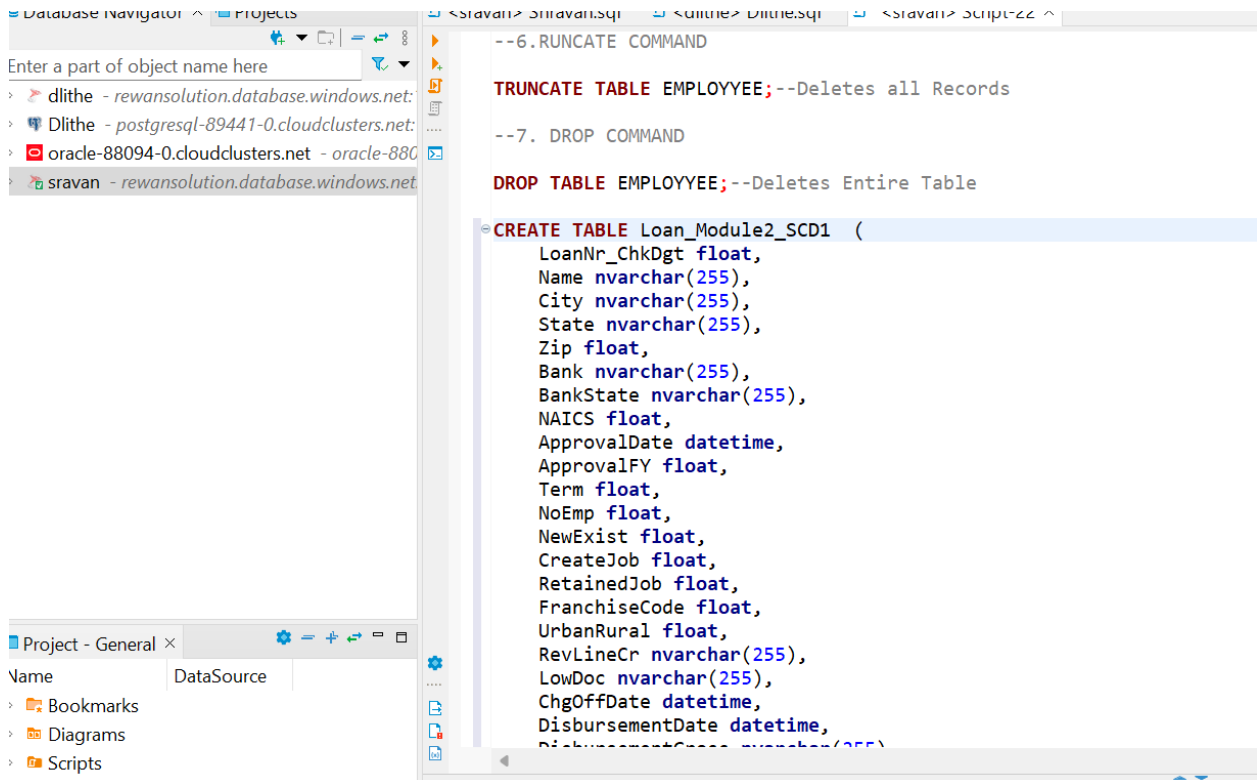 Database Navigator × Projects
Enter a part of object name here
dlithe - rewansolution.database.windows.net:
Dlithe - postgresql-89441-0.cloudclusters.net:
oracle-88094-0.cloudclusters.net - oracle-880
sravan - rewansolution.database.windows.net
Project - General ×
Name DataSource
Bookmarks
Diagrams
Scripts
<sravan> Shravan.sql <dlithe> Dlithe.sql <sravan> Script-22 ×
--6.RUNCATE COMMAND
TRUNCATE TABLE EMPLOYYEE;--Deletes all Records
--7. DROP COMMAND
DROP TABLE EMPLOYYEE;--Deletes Entire Table
CREATE TABLE Loan_Module2_SCD1 (
LoanNr_ChkDgt float,
Name nvarchar(255),
City nvarchar(255),
State nvarchar(255),
Zip float,
Bank nvarchar(255),
BankState nvarchar(255),
NAICS float,
ApprovalDate datetime,
ApprovalFY float,
Term float,
NoEmp float,
NewExist float,
CreateJob float,
RetainedJob float,
FranchiseCode float,
UrbanRural float,
RevLineCr nvarchar(255),
LowDoc nvarchar(255),
ChgOffDate datetime,
DisbursementDate datetime,
DisbursementGross nvarchar(255)